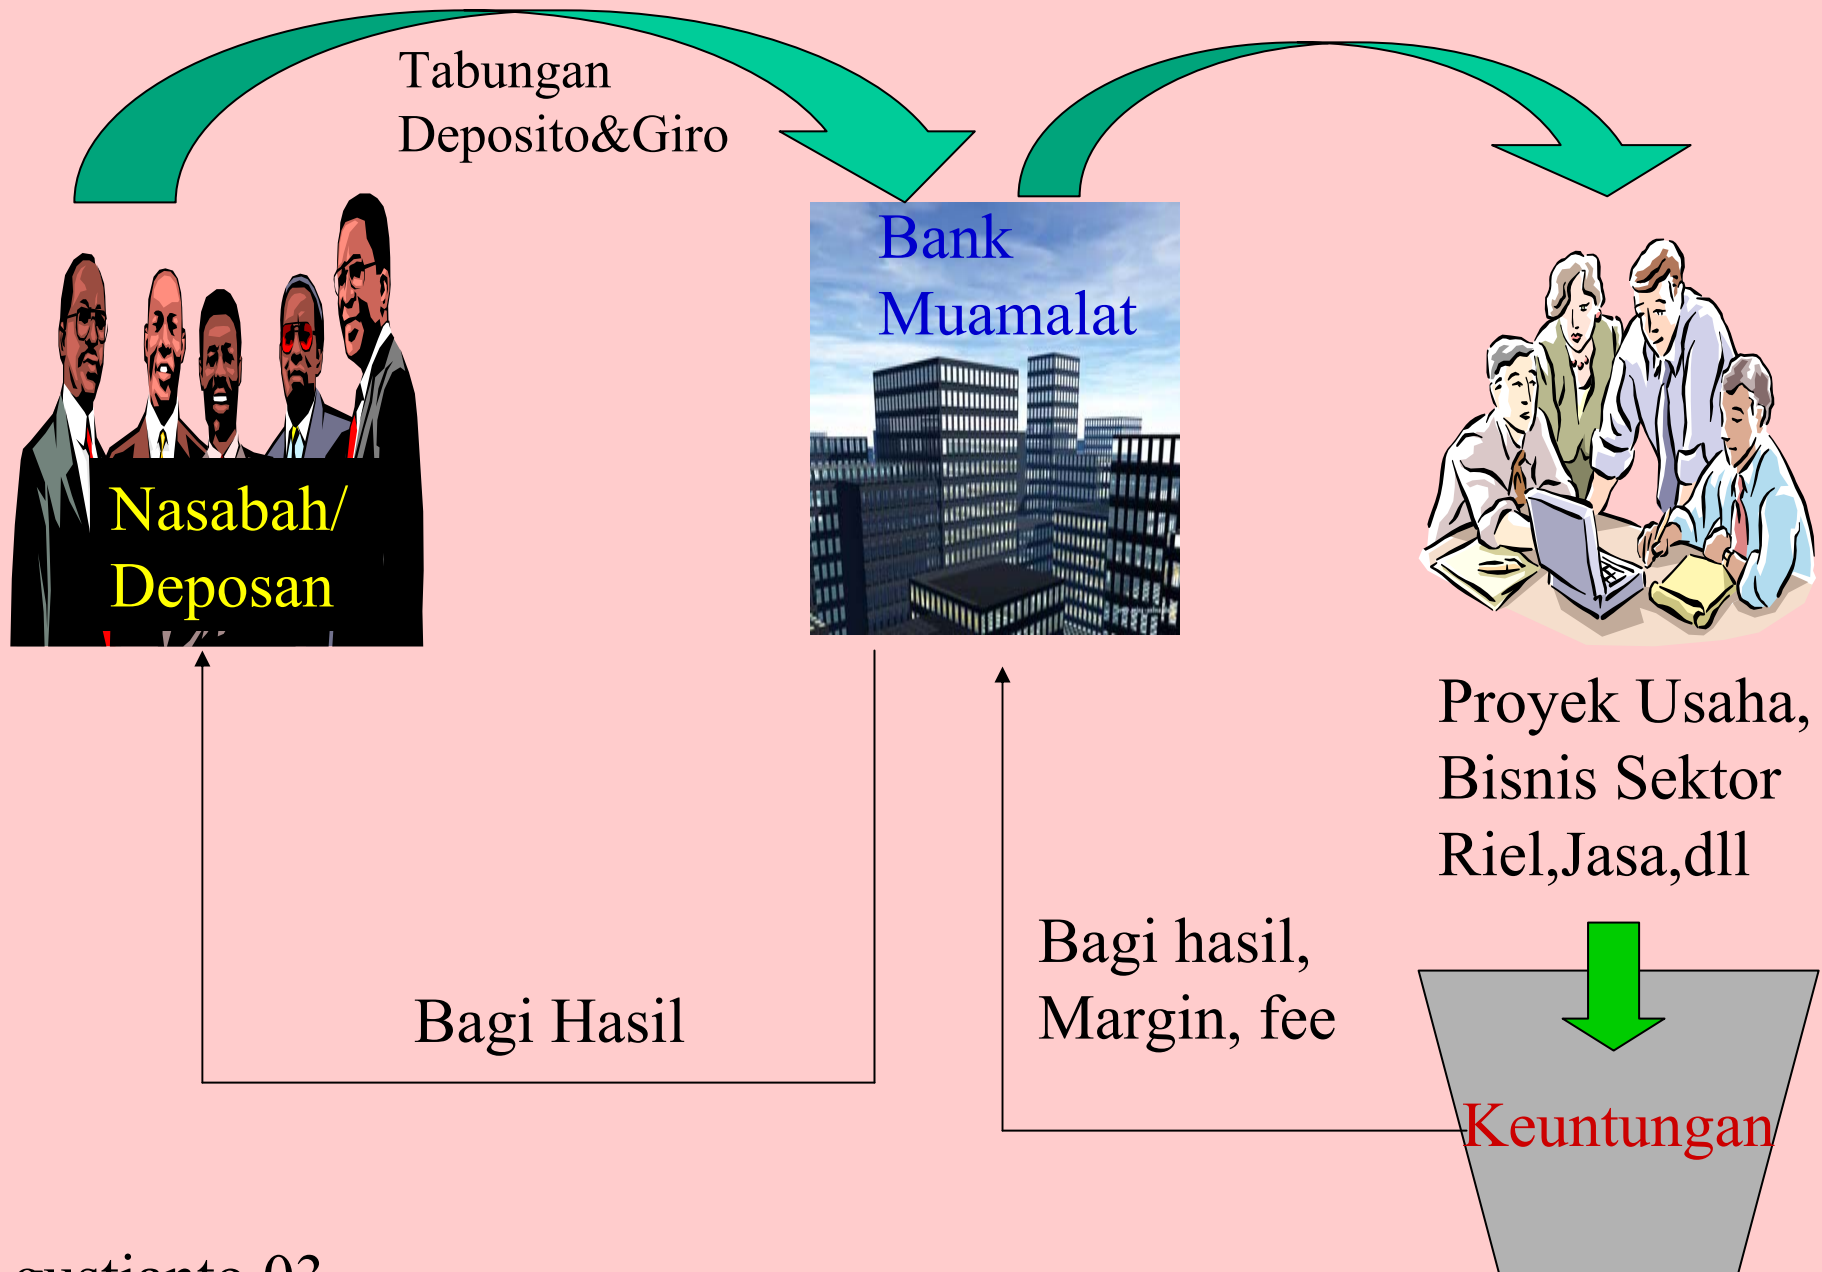 Tabungan
Deposito&Giro
Bank
Muamalat
Nasabah/
Deposan
Proyek Usaha,
Bisnis Sektor
Riel,Jasa,dll
Bagi hasil,
Margin, fee
Bagi Hasil
Keuntungan